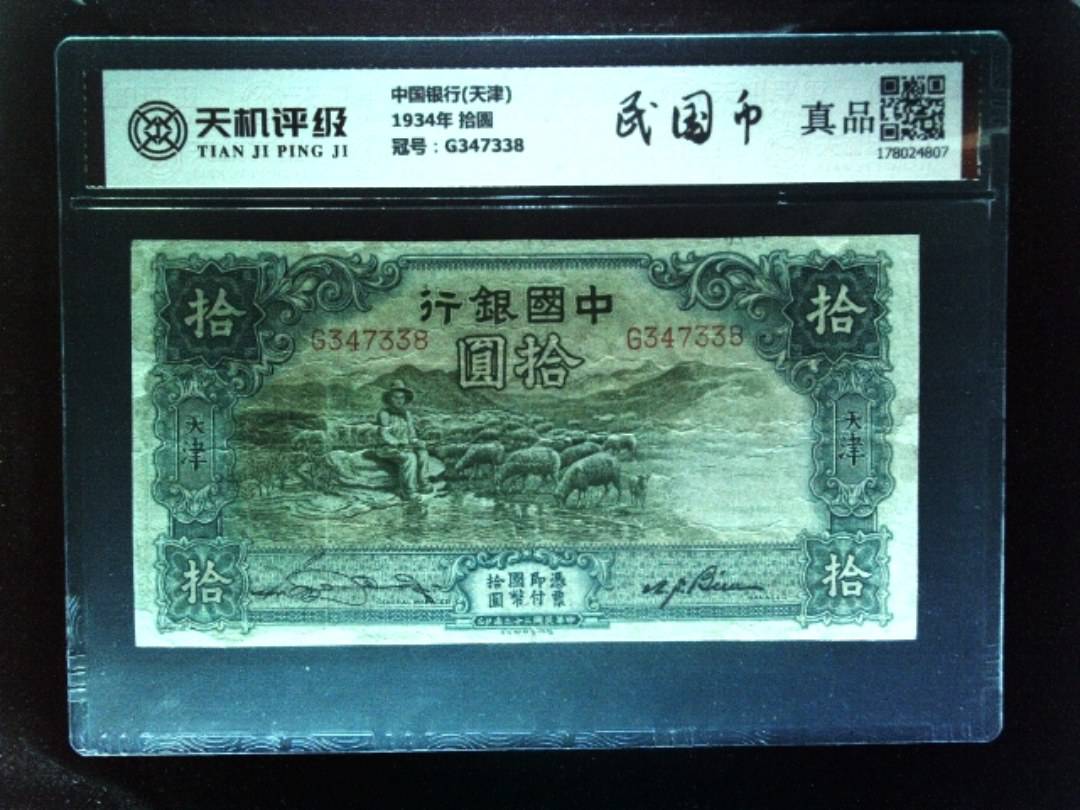 天机评级
TIAN JI PING JI
中国银行(天津)
1934年 拾圆
冠号：G347338
民国币
真品
178024807
拾
拾
行銀國中
G347338
G347338
圓拾
天津
天津
拾
拾
憑票即付國幣拾圓